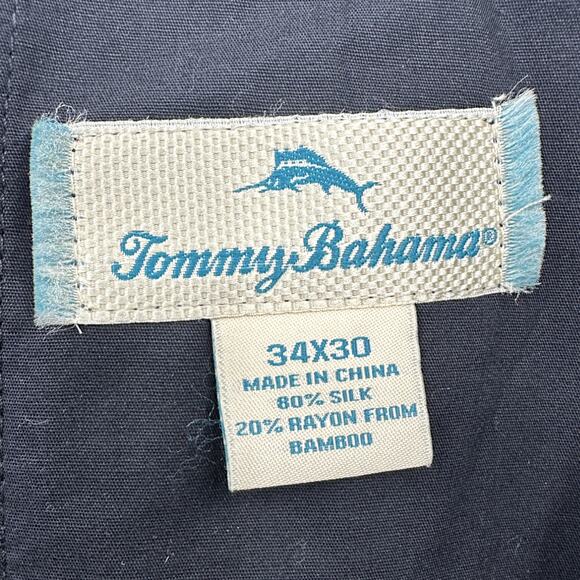 Tommy Bahama®
34X30
MADE IN CHINA
80% SILK
20% RAYON FROM
BAMBOO